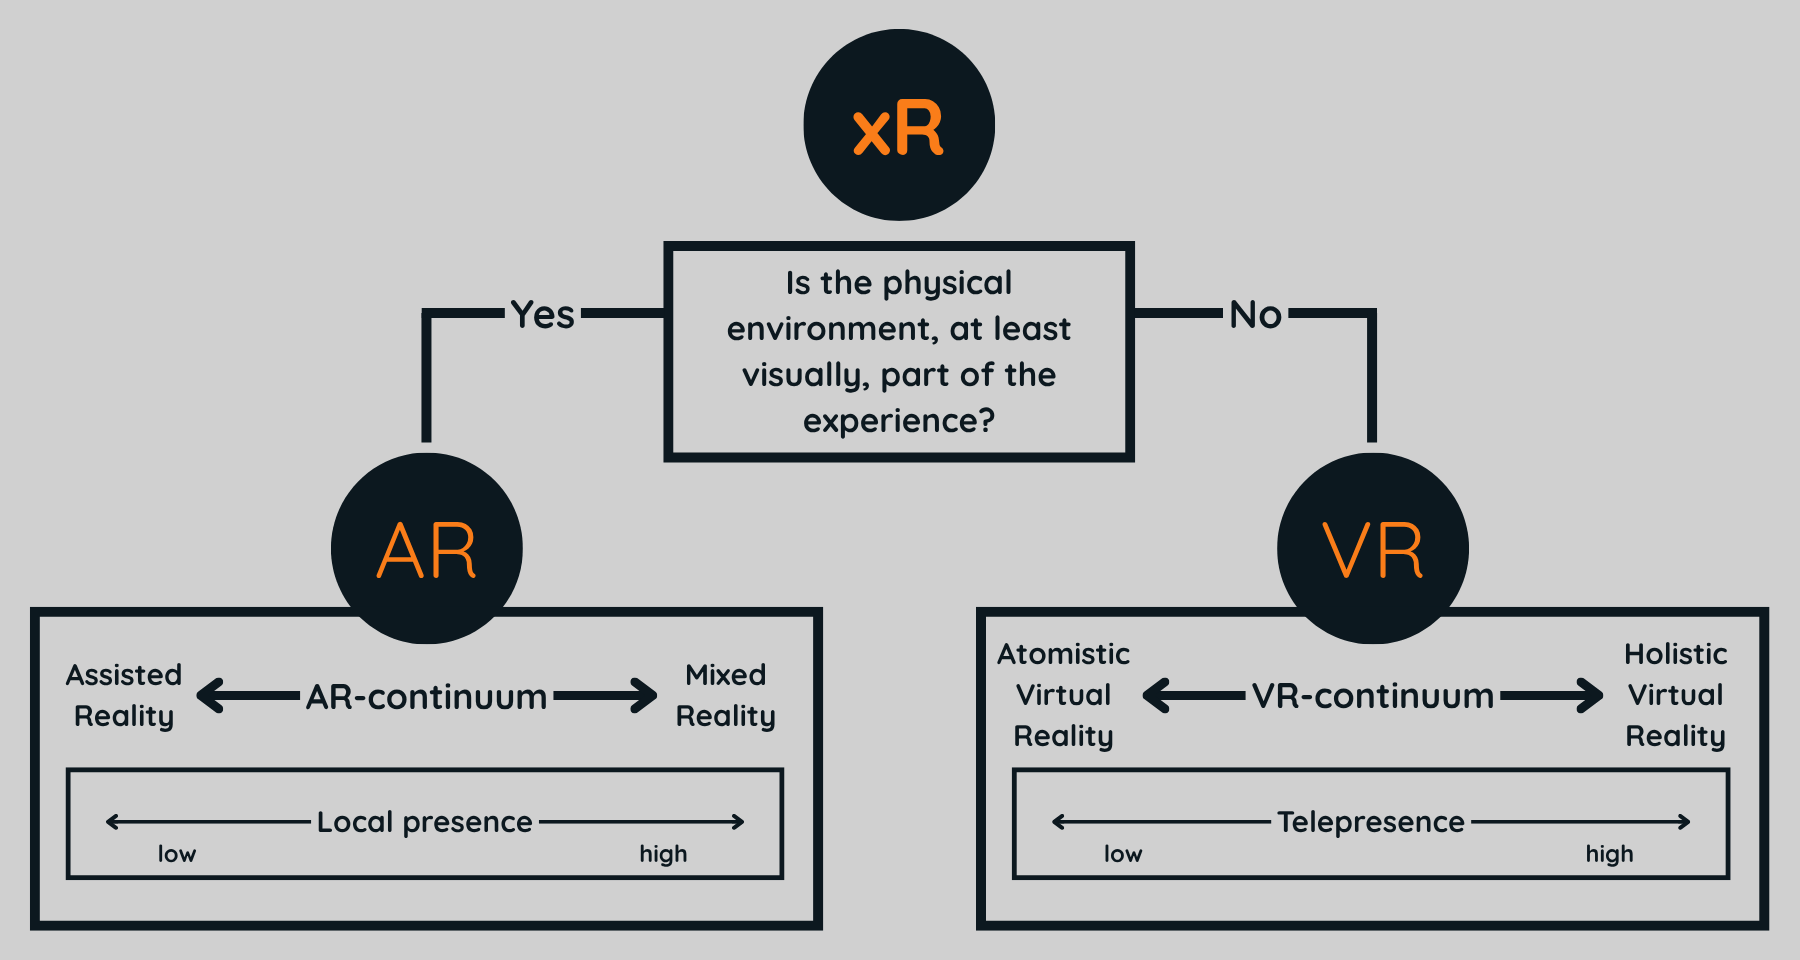 xR
Is the physical
environment, at least
visually, part of the
experience?
Yes
No
AR
Assisted
Reality
AR-continuum
Mixed
Reality
Local presence
low
high
VR
Atomistic
Virtual
Reality
VR-continuum
Holistic
Virtual
Reality
Telepresence
low
high